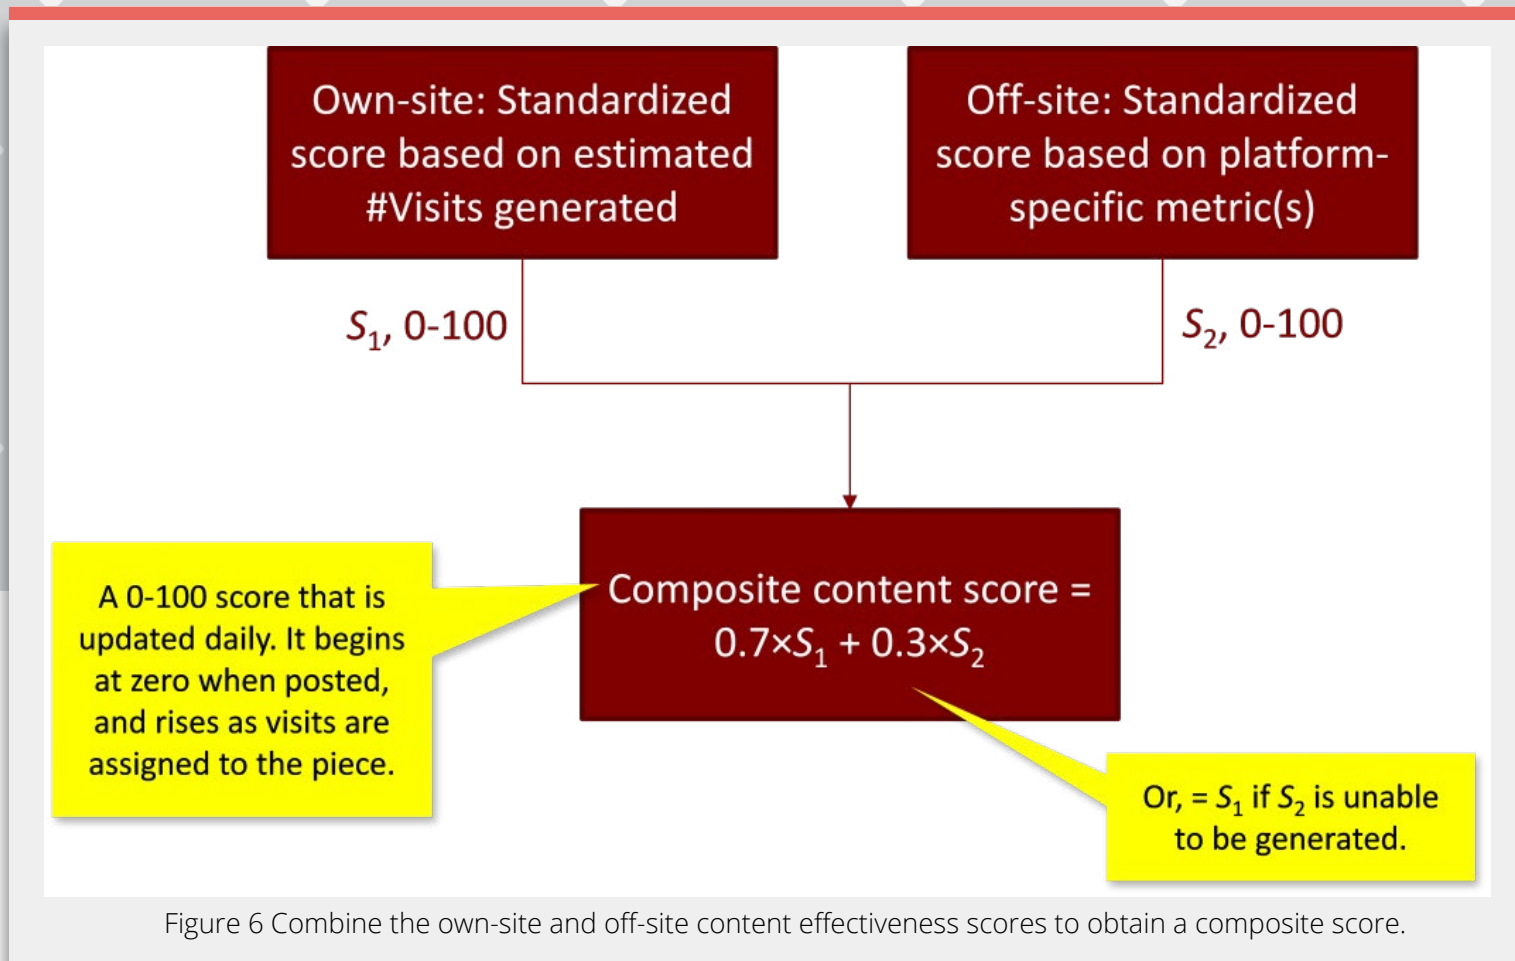 Own-site: Standardized
score based on estimated
#Visits generated
Off-site: Standardized
score based on platform-
specific metric(s)
S₁, 0-100
S₂, 0-100
Composite content score =
0.7×S₁ + 0.3×S₂
A 0-100 score that is
updated daily. It begins
at zero when posted,
and rises as visits are
assigned to the piece.
Or, = S₁ if S₂ is unable
to be generated.
Figure 6 Combine the own-site and off-site content effectiveness scores to obtain a composite score.